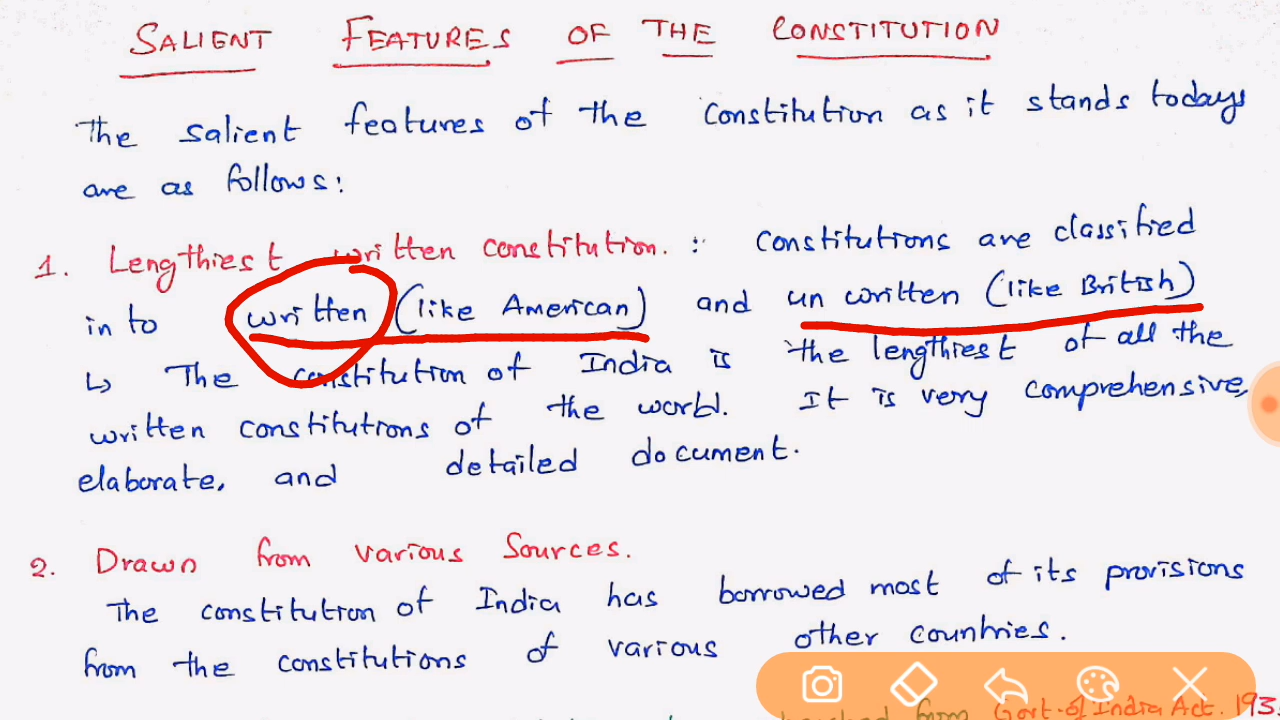 SALIENT FEATURES OF THE CONSTITUTION
The salient features of the constitution as it stands todays
are as follows:
1. Lengthiest written constitution. : constitutions are classified
in to written (like American) and un written (like British)
↳ The constitution of India is the lengthiest of all the
written constitutions of the world. It is very comprehensive,
elaborate, and detailed document.
2. Drawn from various Sources.
The constitution of India has borrowed most of its provisions
from the constitutions of various other countries.
from Govt. of India Act. 193